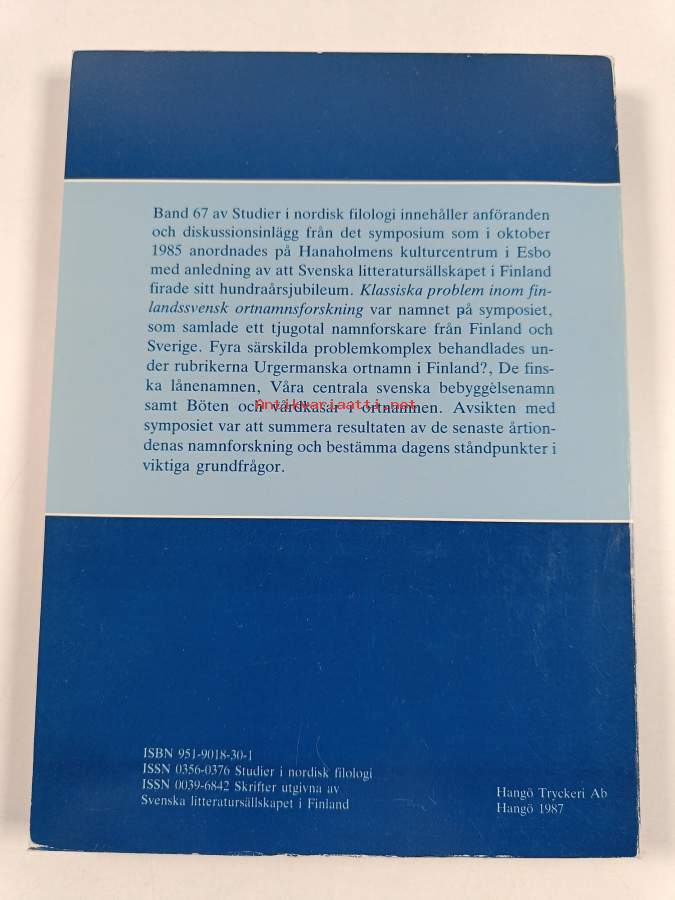 Band 67 av Studier i nordisk filologi innehåller anföranden
och diskussionsinlägg från det symposium som i oktober
1985 anordnades på Hanaholmens kulturcentrum i Esbo
med anledning av att Svenska litteratursällskapet i Finland
firade sitt hundraårsjubileum. Klassiska problem inom fin-
landssvensk ortnamnsforskning var namnet på symposiet,
som samlade ett tjugotal namnforskare från Finland och
Sverige. Fyra särskilda problemkomplex behandlades un-
der rubrikerna Urgermanska ortnamn i Finland?, De fins-
ka lånenamnen, Våra centrala svenska bebyggelsenamn
samt Böten och vårdkasar i ortnamnen. Avsikten med
Antikvariaatti.net
symposiet var att summera resultaten av de senaste årtion-
denas namnforskning och bestämma dagens ståndpunkter i
viktiga grundfrågor.
ISBN 951-9018-30-1
ISSN 0356-0376 Studier i nordisk filologi
ISSN 0039-6842 Skrifter utgivna av
Svenska litteratursällskapet i Finland
Hangö Tryckeri Ab
Hangö 1987